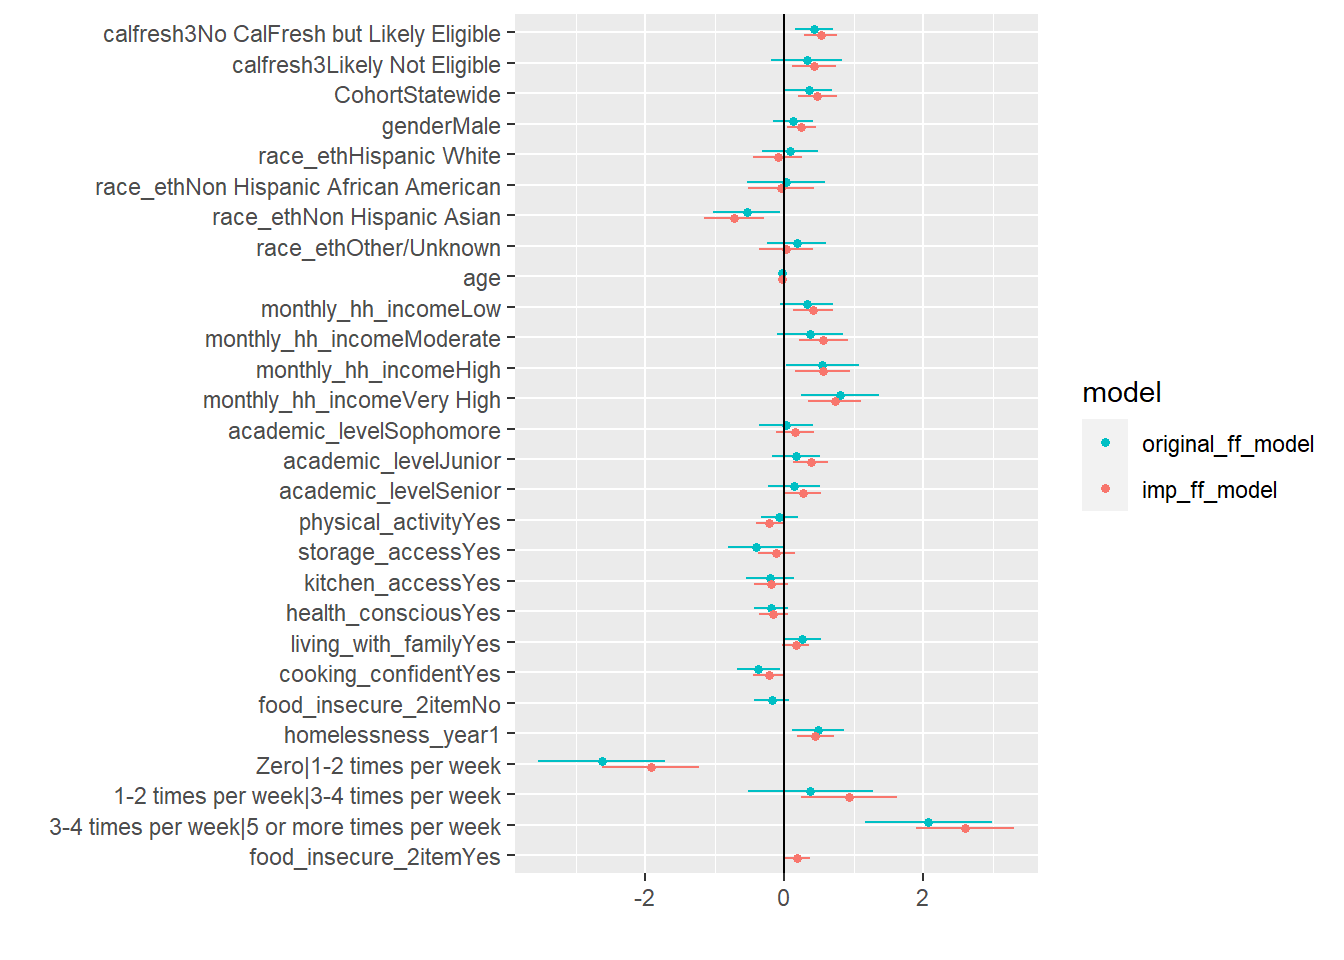 calfresh3No CalFresh but Likely Eligible
calfresh3Likely Not Eligible
CohortStatewide
genderMale
race_ethHispanic White
race_ethNon Hispanic African American
race_ethNon Hispanic Asian
race_ethOther/Unknown
age
monthly_hh_incomeLow
monthly_hh_incomeModerate
monthly_hh_incomeHigh
monthly_hh_incomeVery High
academic_levelSophomore
academic_levelJunior
academic_levelSenior
physical_activityYes
storage_accessYes
kitchen_accessYes
health_consciousYes
living_with_familyYes
cooking_confidentYes
food_insecure_2itemNo
homelessness_year1
Zero|1-2 times per week
1-2 times per week|3-4 times per week
3-4 times per week|5 or more times per week
food_insecure_2itemYes
-2 0 2
model
original_ff_model
imp_ff_model